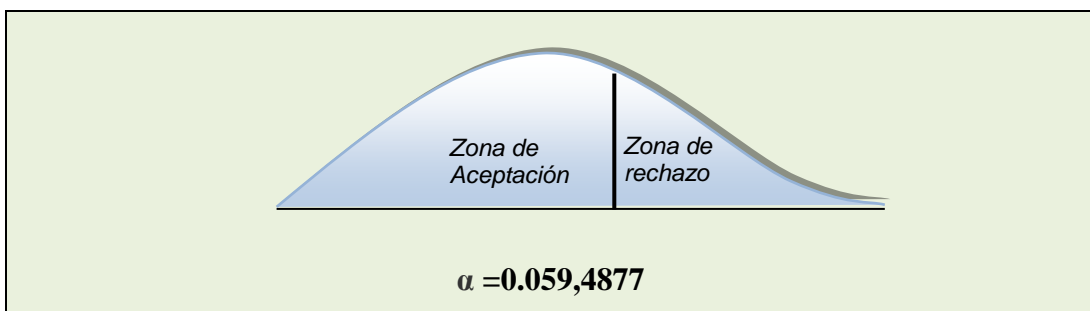 Zona de
Aceptación
Zona de
rechazo
α =0.059,4877